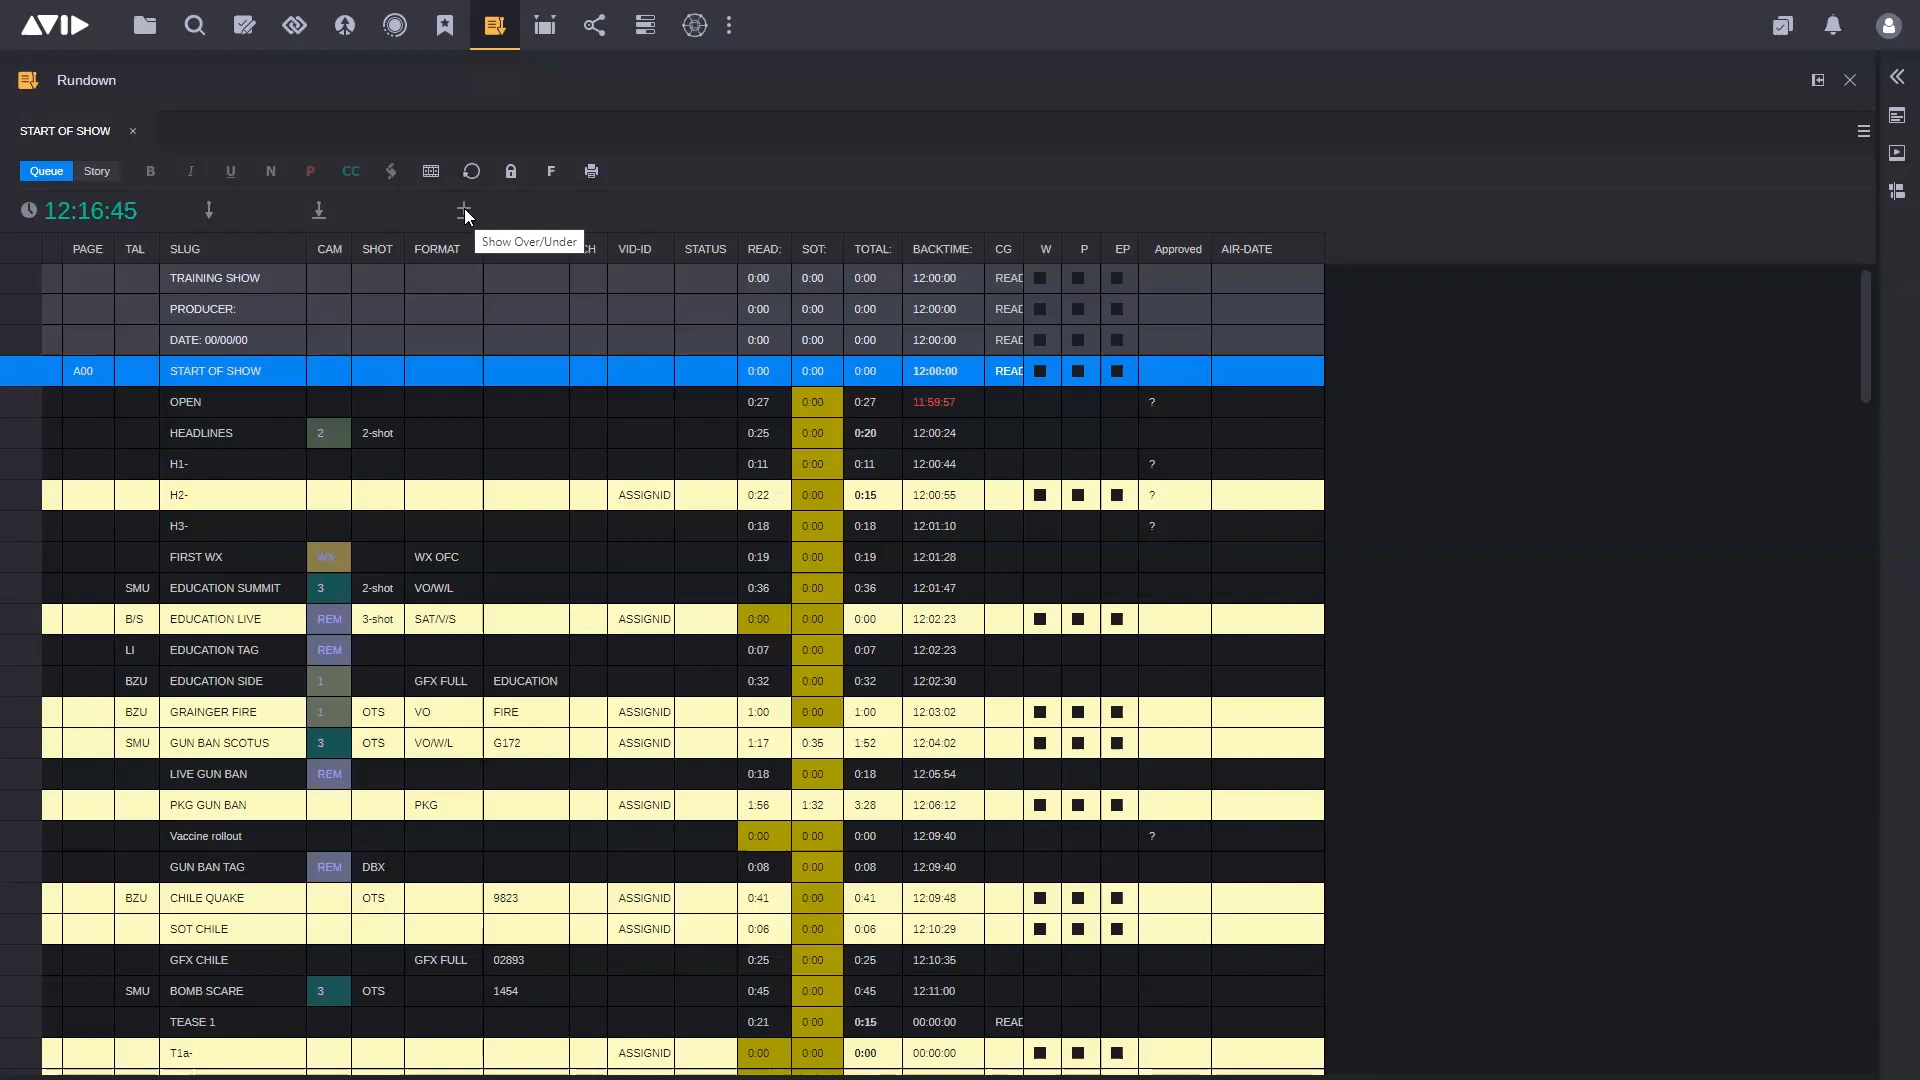 AVID
Rundown
START OF SHOW ×
Queue Story B I U N P CC F
12:16:45
Show Over/Under
PAGE TAL SLUG CAM SHOT FORMAT CH VID-ID STATUS READ: SOT: TOTAL: BACKTIME: CG W P EP Approved AIR-DATE
TRAINING SHOW 0:00 0:00 0:00 12:00:00 READ
PRODUCER: 0:00 0:00 0:00 12:00:00 READ
DATE: 00/00/00 0:00 0:00 0:00 12:00:00 READ
A00 START OF SHOW 0:00 0:00 0:00 12:00:00 READ
OPEN 0:27 0:00 0:27 11:59:57 ?
HEADLINES 2 2-shot 0:25 0:00 0:20 12:00:24
H1- 0:11 0:00 0:11 12:00:44 ?
H2- ASSIGNID 0:22 0:00 0:15 12:00:55 ?
H3- 0:18 0:00 0:18 12:01:10 ?
FIRST WX WX WX OFC 0:19 0:00 0:19 12:01:28
SMU EDUCATION SUMMIT 3 2-shot VO/W/L 0:36 0:00 0:36 12:01:47
B/S EDUCATION LIVE REM 3-shot SAT/V/S ASSIGNID 0:00 0:00 0:00 12:02:23
LI EDUCATION TAG REM 0:07 0:00 0:07 12:02:23
BZU EDUCATION SIDE 1 GFX FULL EDUCATION 0:32 0:00 0:32 12:02:30
BZU GRAINGER FIRE 1 OTS VO FIRE ASSIGNID 1:00 0:00 1:00 12:03:02
SMU GUN BAN SCOTUS 3 OTS VO/W/L G172 ASSIGNID 1:17 0:35 1:52 12:04:02
LIVE GUN BAN REM 0:18 0:00 0:18 12:05:54
PKG GUN BAN PKG ASSIGNID 1:56 1:32 3:28 12:06:12
Vaccine rollout 0:00 0:00 0:00 12:09:40 ?
GUN BAN TAG REM DBX 0:08 0:00 0:08 12:09:40
BZU CHILE QUAKE OTS 9823 ASSIGNID 0:41 0:00 0:41 12:09:48
SOT CHILE ASSIGNID 0:06 0:00 0:06 12:10:29
GFX CHILE GFX FULL 02893 0:25 0:00 0:25 12:10:35
SMU BOMB SCARE 3 OTS 1454 0:45 0:00 0:45 12:11:00
TEASE 1 0:21 0:00 0:15 00:00:00 READ
T1a- ASSIGNID 0:00 0:00 0:00 00:00:00